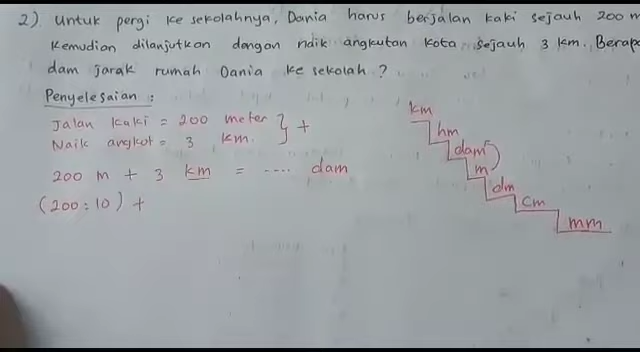 2) Untuk pergi ke sekolahnya, Dania harus berjalan kaki sejauh 200 m
Kemudian dilanjutkan dengan naik angkutan kota sejauh 3 km. Berapa
dam jarak rumah Dania ke sekolah ?
Penyelesaian :
Jalan kaki = 200 meter
Naik angkot = 3 km. } +
200 m + 3 km = .... dam
(200 : 10) +
km
hm
dam
m
dm
cm
mm